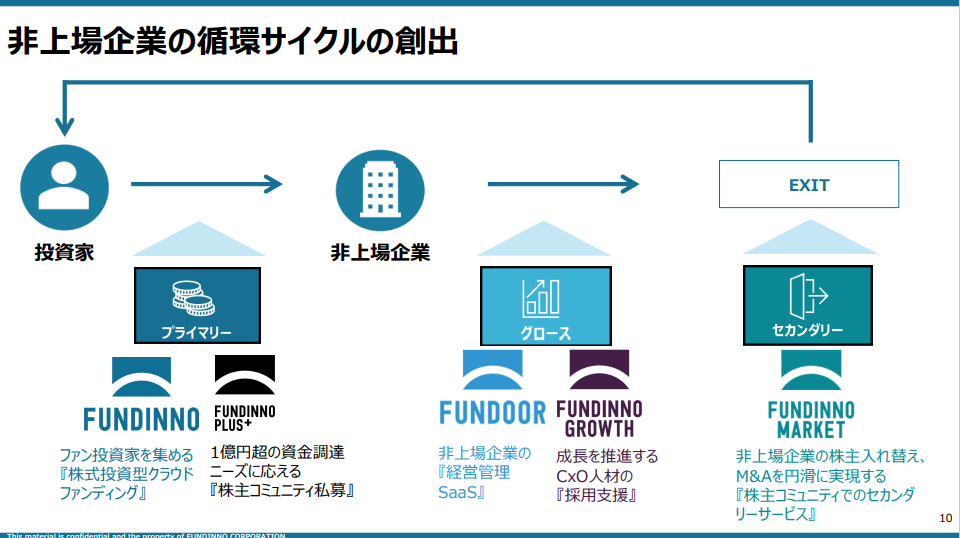 非上場企業の循環サイクルの創出
EXIT
投資家
非上場企業
プライマリー
グロース
セカンダリー
FUNDINNO
FUNDINNO
PLUS+
FUNDOOR
FUNDINNO
GROWTH
FUNDINNO
MARKET
ファン投資家を集める
『株式投資型クラウド
ファンディング』
1億円超の資金調達
ニーズに応える
『株主コミュニティ私募』
非上場企業の
『経営管理
SaaS』
成長を推進する
CxO人材の
『採用支援』
非上場企業の株主入れ替え、
M&Aを円滑に実現する
『株主コミュニティでのセカンダ
リーサービス』
10
This material is confidential and the property of FUNDINNO CORPORATION.